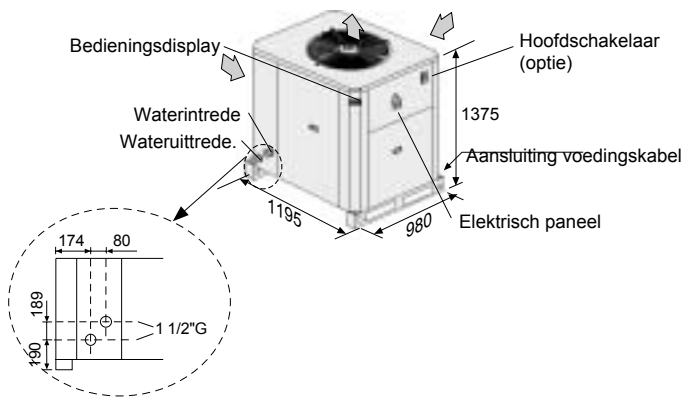 Bedieningsdisplay
Hoofdschakelaar
(optie)
Waterintrede
Wateruittrede.
1375
Aansluiting voedingskabel
1195
980
Elektrisch paneel
174
80
189
1 1/2"G
190